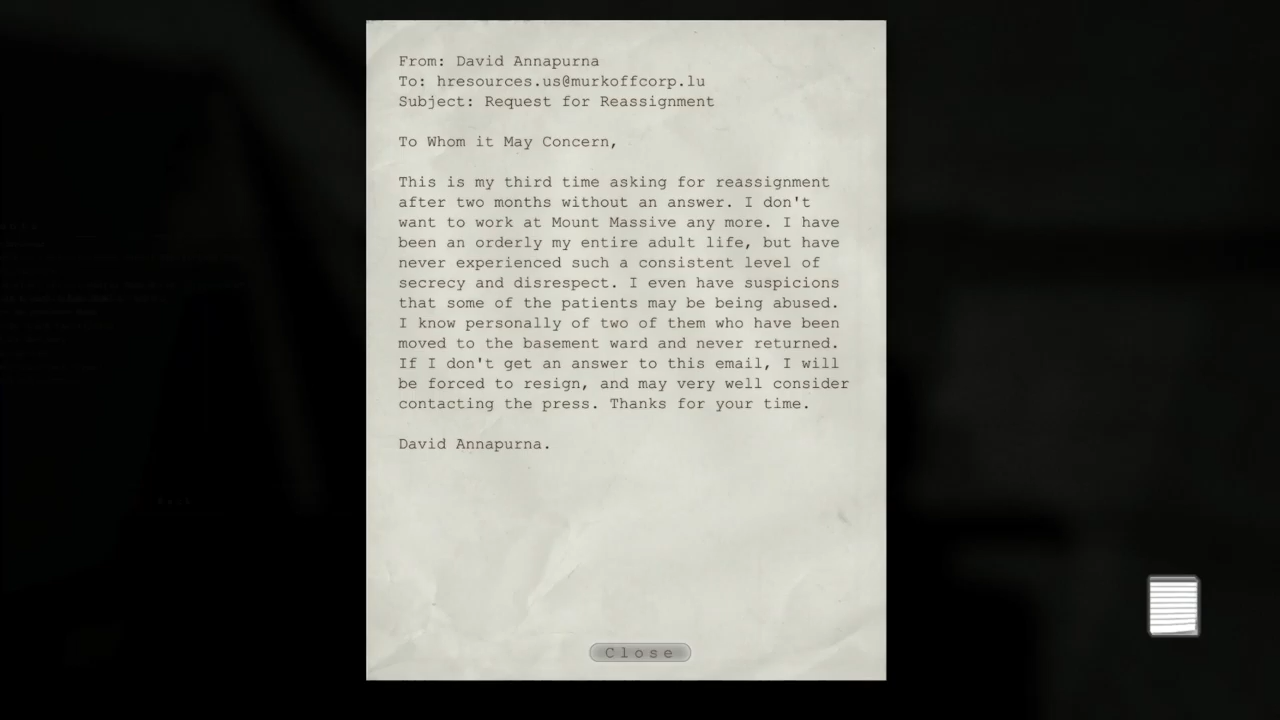 From: David Annapurna
To: hresources.us@murkoffcorp.lu
Subject: Request for Reassignment
To Whom it May Concern,
This is my third time asking for reassignment
after two months without an answer. I don't
want to work at Mount Massive any more. I have
been an orderly my entire adult life, but have
never experienced such a consistent level of
secrecy and disrespect. I even have suspicions
that some of the patients may be being abused.
I know personally of two of them who have been
moved to the basement ward and never returned.
If I don't get an answer to this email, I will
be forced to resign, and may very well consider
contacting the press. Thanks for your time.
David Annapurna.
Close